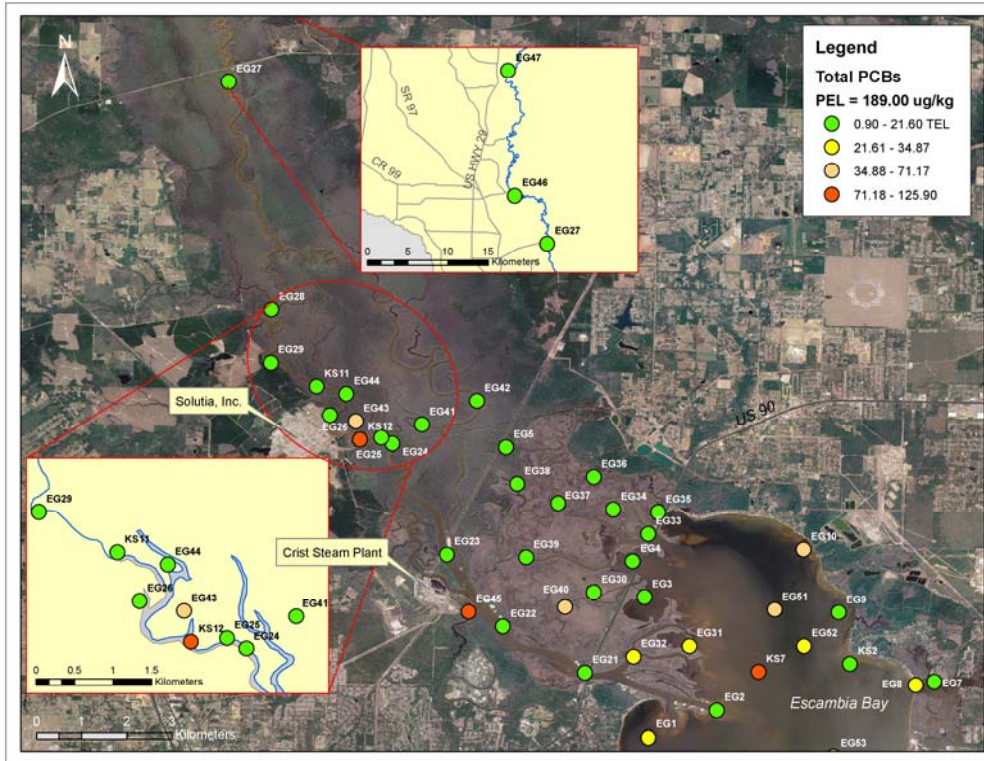 N
EG27
EG47
SR 97
US HWY 29
CR 99
EG46
EG27
0 5 10 15
Kilometers
Legend
Total PCBs
PEL = 189.00 ug/kg
0.90 - 21.60 TEL
21.61 - 34.87
34.88 - 71.17
71.18 - 125.90
EG28
EG29
KS11
EG44
EG42
Solutia, Inc.
EG43
EG41
EG26
KS12
EG25
EG24
US 90
EG5
EG38
EG36
EG37
EG34
EG35
EG33
EG29
KS11
EG44
EG26
EG43
EG41
KS12
EG25
EG24
0 0.5 1 1.5
Kilometers
Crist Steam Plant
EG23
EG39
EG4
EG10
EG45
EG40
EG30
EG3
EG51
EG9
EG22
EG32
EG31
EG52
EG21
KS7
KS2
EG8
EG7
EG2
Escambia Bay
EG1
EG53
0 1 2 3
Kilometers